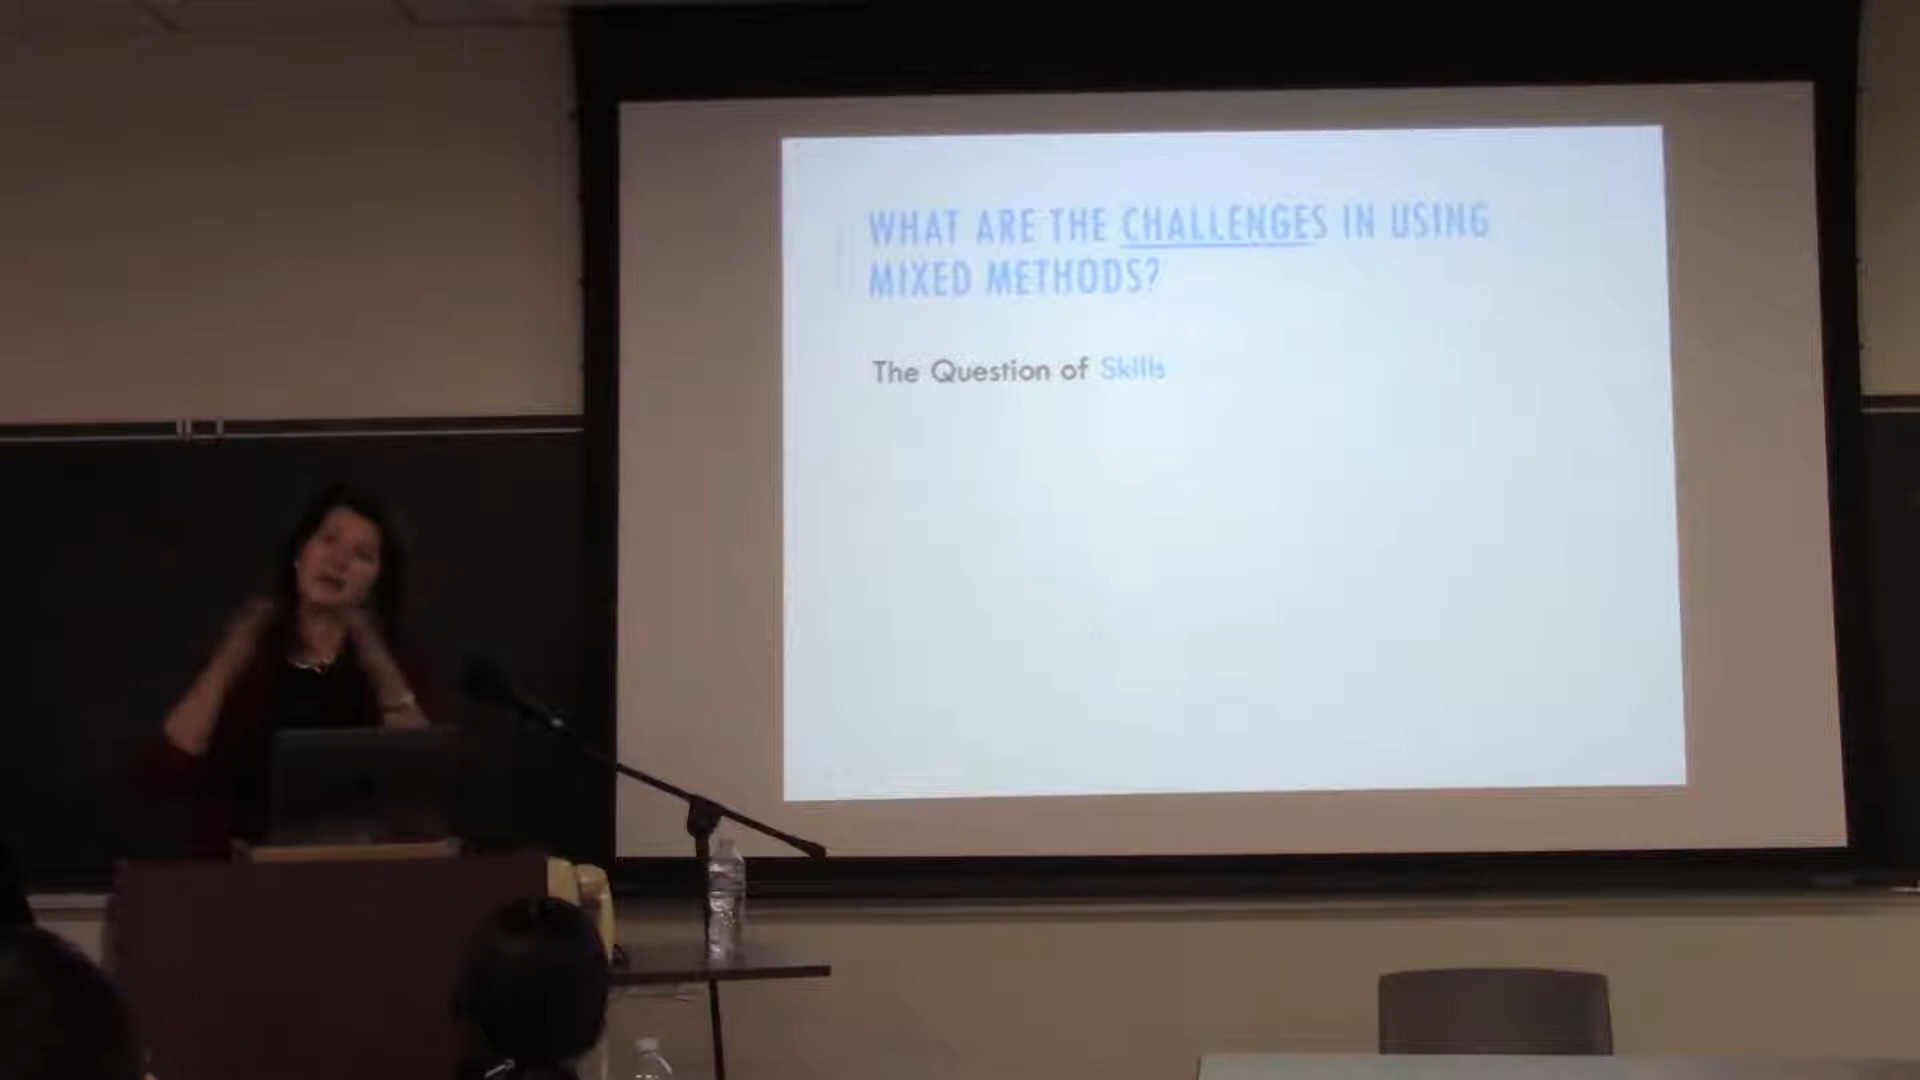 WHAT ARE THE CHALLENGES IN USING
MIXED METHODS?
The Question of Skills